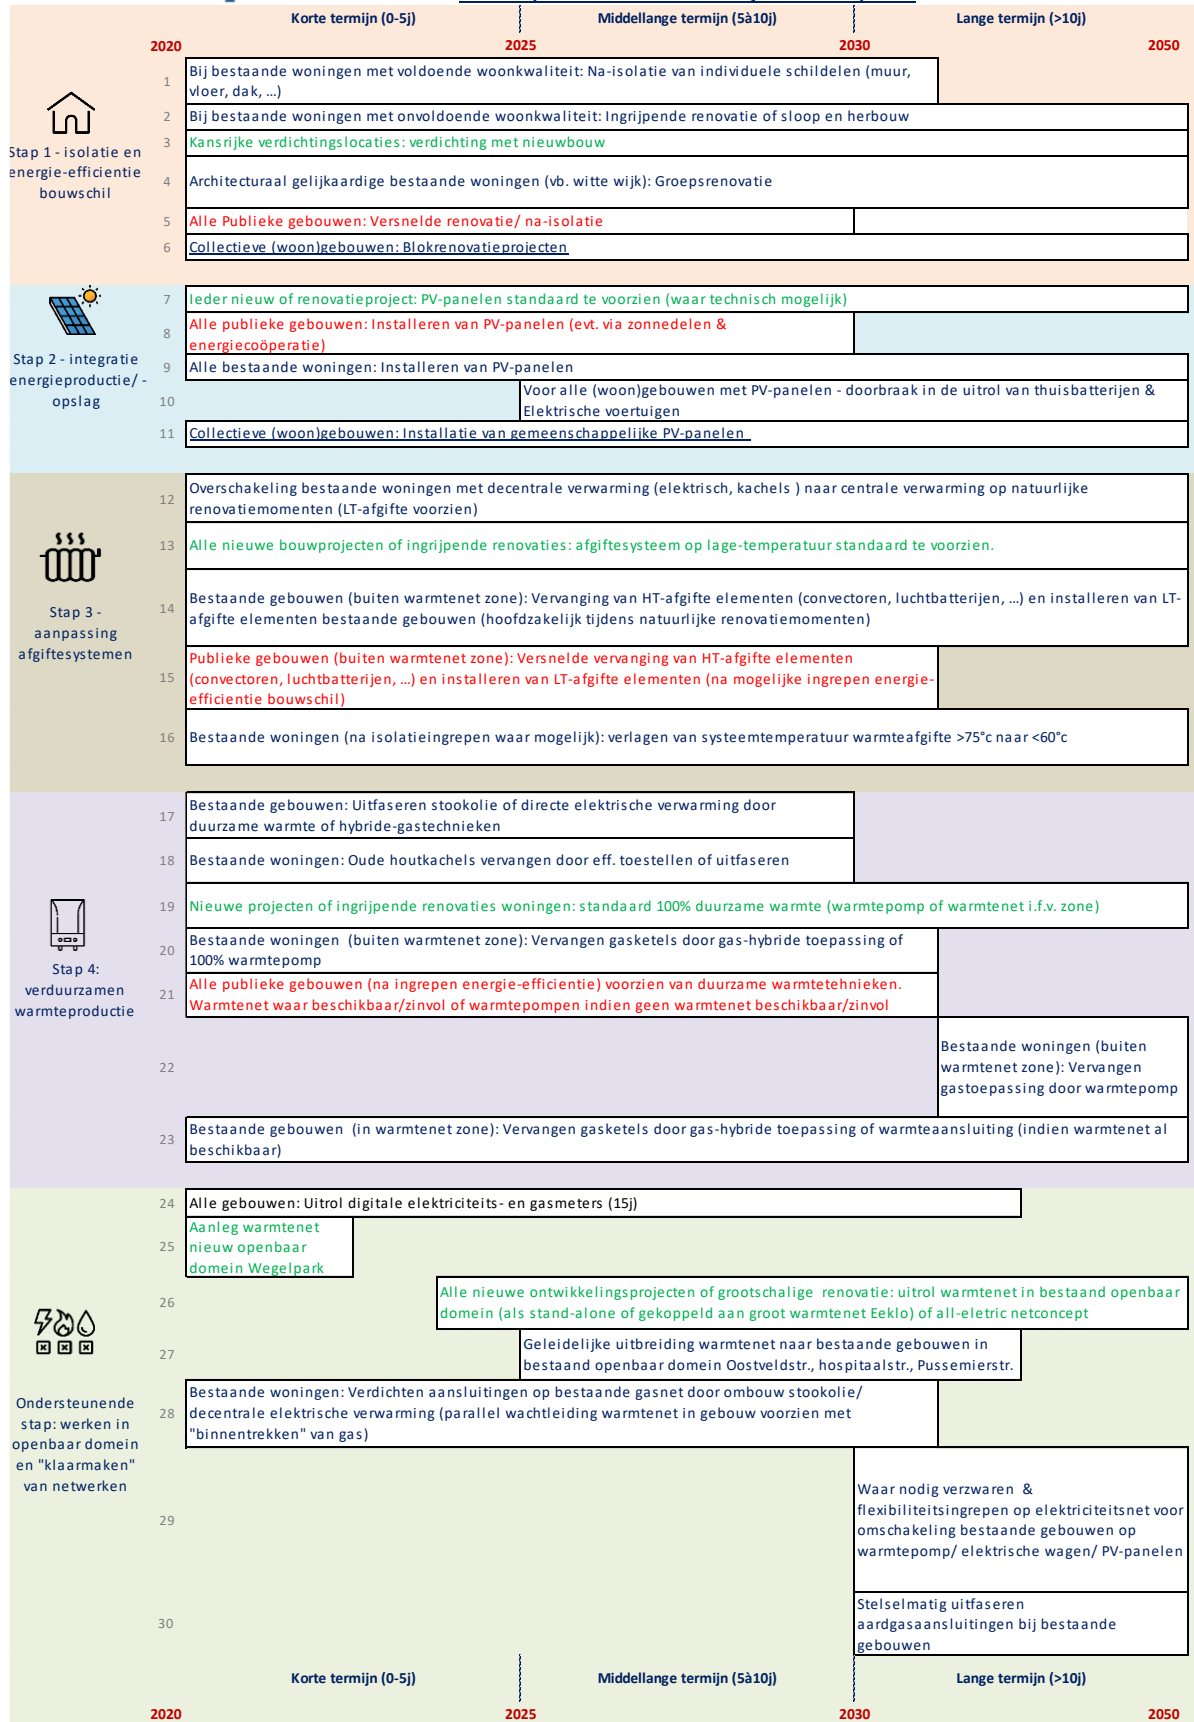 Korte termijn (0-5j) Middellange termijn (5à10j) Lange termijn (>10j)
2020 2025 2030 2050
Stap 1 - isolatie en
energie-efficientie
bouwschil
1 Bij bestaande woningen met voldoende woonkwaliteit: Na-isolatie van individuele schildelen (muur,
vloer, dak, ...)
2 Bij bestaande woningen met onvoldoende woonkwaliteit: Ingrijpende renovatie of sloop en herbouw
3 Kansrijke verdichtingslocaties: verdichting met nieuwbouw
4 Architecturaal gelijkaardige bestaande woningen (vb. witte wijk): Groepsrenovatie
5 Alle Publieke gebouwen: Versnelde renovatie/ na-isolatie
6 Collectieve (woon)gebouwen: Blokrenovatieprojecten
Stap 2 - integratie
energieproductie/ -
opslag
7 Ieder nieuw of renovatieproject: PV-panelen standaard te voorzien (waar technisch mogelijk)
8 Alle publieke gebouwen: Installeren van PV-panelen (evt. via zonnedelen &
energiecoöperatie)
9 Alle bestaande woningen: Installeren van PV-panelen
10 Voor alle (woon)gebouwen met PV-panelen - doorbraak in de uitrol van thuisbatterijen &
Elektrische voertuigen
11 Collectieve (woon)gebouwen: Installatie van gemeenschappelijke PV-panelen
Stap 3 -
aanpassing
afgiftesystemen
12 Overschakeling bestaande woningen met decentrale verwarming (elektrisch, kachels ) naar centrale verwarming op natuurlijke
renovatiemomenten (LT-afgifte voorzien)
13 Alle nieuwe bouwprojecten of ingrijpende renovaties: afgiftesysteem op lage-temperatuur standaard te voorzien.
14 Bestaande gebouwen (buiten warmtenet zone): Vervanging van HT-afgifte elementen (convectoren, luchtbatterijen, ...) en installeren van LT-
afgifte elementen bestaande gebouwen (hoofdzakelijk tijdens natuurlijke renovatiemomenten)
15 Publieke gebouwen (buiten warmtenet zone): Versnelde vervanging van HT-afgifte elementen
(convectoren, luchtbatterijen, ...) en installeren van LT-afgifte elementen (na mogelijke ingrepen energie-
efficientie bouwschil)
16 Bestaande woningen (na isolatieingrepen waar mogelijk): verlagen van systeemtemperatuur warmteafgifte >75°c naar <60°c
Stap 4:
verduurzamen
warmteproductie
17 Bestaande gebouwen: Uitfaseren stookolie of directe elektrische verwarming door
duurzame warmte of hybride-gastechnieken
18 Bestaande woningen: Oude houtkachels vervangen door eff. toestellen of uitfaseren
19 Nieuwe projecten of ingrijpende renovaties woningen: standaard 100% duurzame warmte (warmtepomp of warmtenet i.f.v. zone)
20 Bestaande woningen (buiten warmtenet zone): Vervangen gasketels door gas-hybride toepassing of
100% warmtepomp
21 Alle publieke gebouwen (na ingrepen energie-efficientie) voorzien van duurzame warmtetehnieken.
Warmtenet waar beschikbaar/zinvol of warmtepompen indien geen warmtenet beschikbaar/zinvol
22 Bestaande woningen (buiten
warmtenet zone): Vervangen
gastoepassing door warmtepomp
23 Bestaande gebouwen (in warmtenet zone): Vervangen gasketels door gas-hybride toepassing of warmteaansluiting (indien warmtenet al
beschikbaar)
Ondersteunende
stap: werken in
openbaar domein
en "klaarmaken"
van netwerken
24 Alle gebouwen: Uitrol digitale elektriciteits- en gasmeters (15j)
25 Aanleg warmtenet
nieuw openbaar
domein Wegelpark
26 Alle nieuwe ontwikkelingsprojecten of grootschalige renovatie: uitrol warmtenet in bestaand openbaar
domein (als stand-alone of gekoppeld aan groot warmtenet Eeklo) of all-eletric netconcept
27 Geleidelijke uitbreiding warmtenet naar bestaande gebouwen in
bestaand openbaar domein Oostveldstr., hospitaalstr., Pussemierstr.
28 Bestaande woningen: Verdichten aansluitingen op bestaande gasnet door ombouw stookolie/
decentrale elektrische verwarming (parallel wachtleiding warmtenet in gebouw voorzien met
"binnentrekken" van gas)
29 Waar nodig verzwaren &
flexibiliteitsingrepen op elektriciteitsnet voor
omschakeling bestaande gebouwen op
warmtepomp/ elektrische wagen/ PV-panelen
30 Stelselmatig uitfaseren
aardgasaansluitingen bij bestaande
gebouwen
Korte termijn (0-5j) Middellange termijn (5à10j) Lange termijn (>10j)
2020 2025 2030 2050